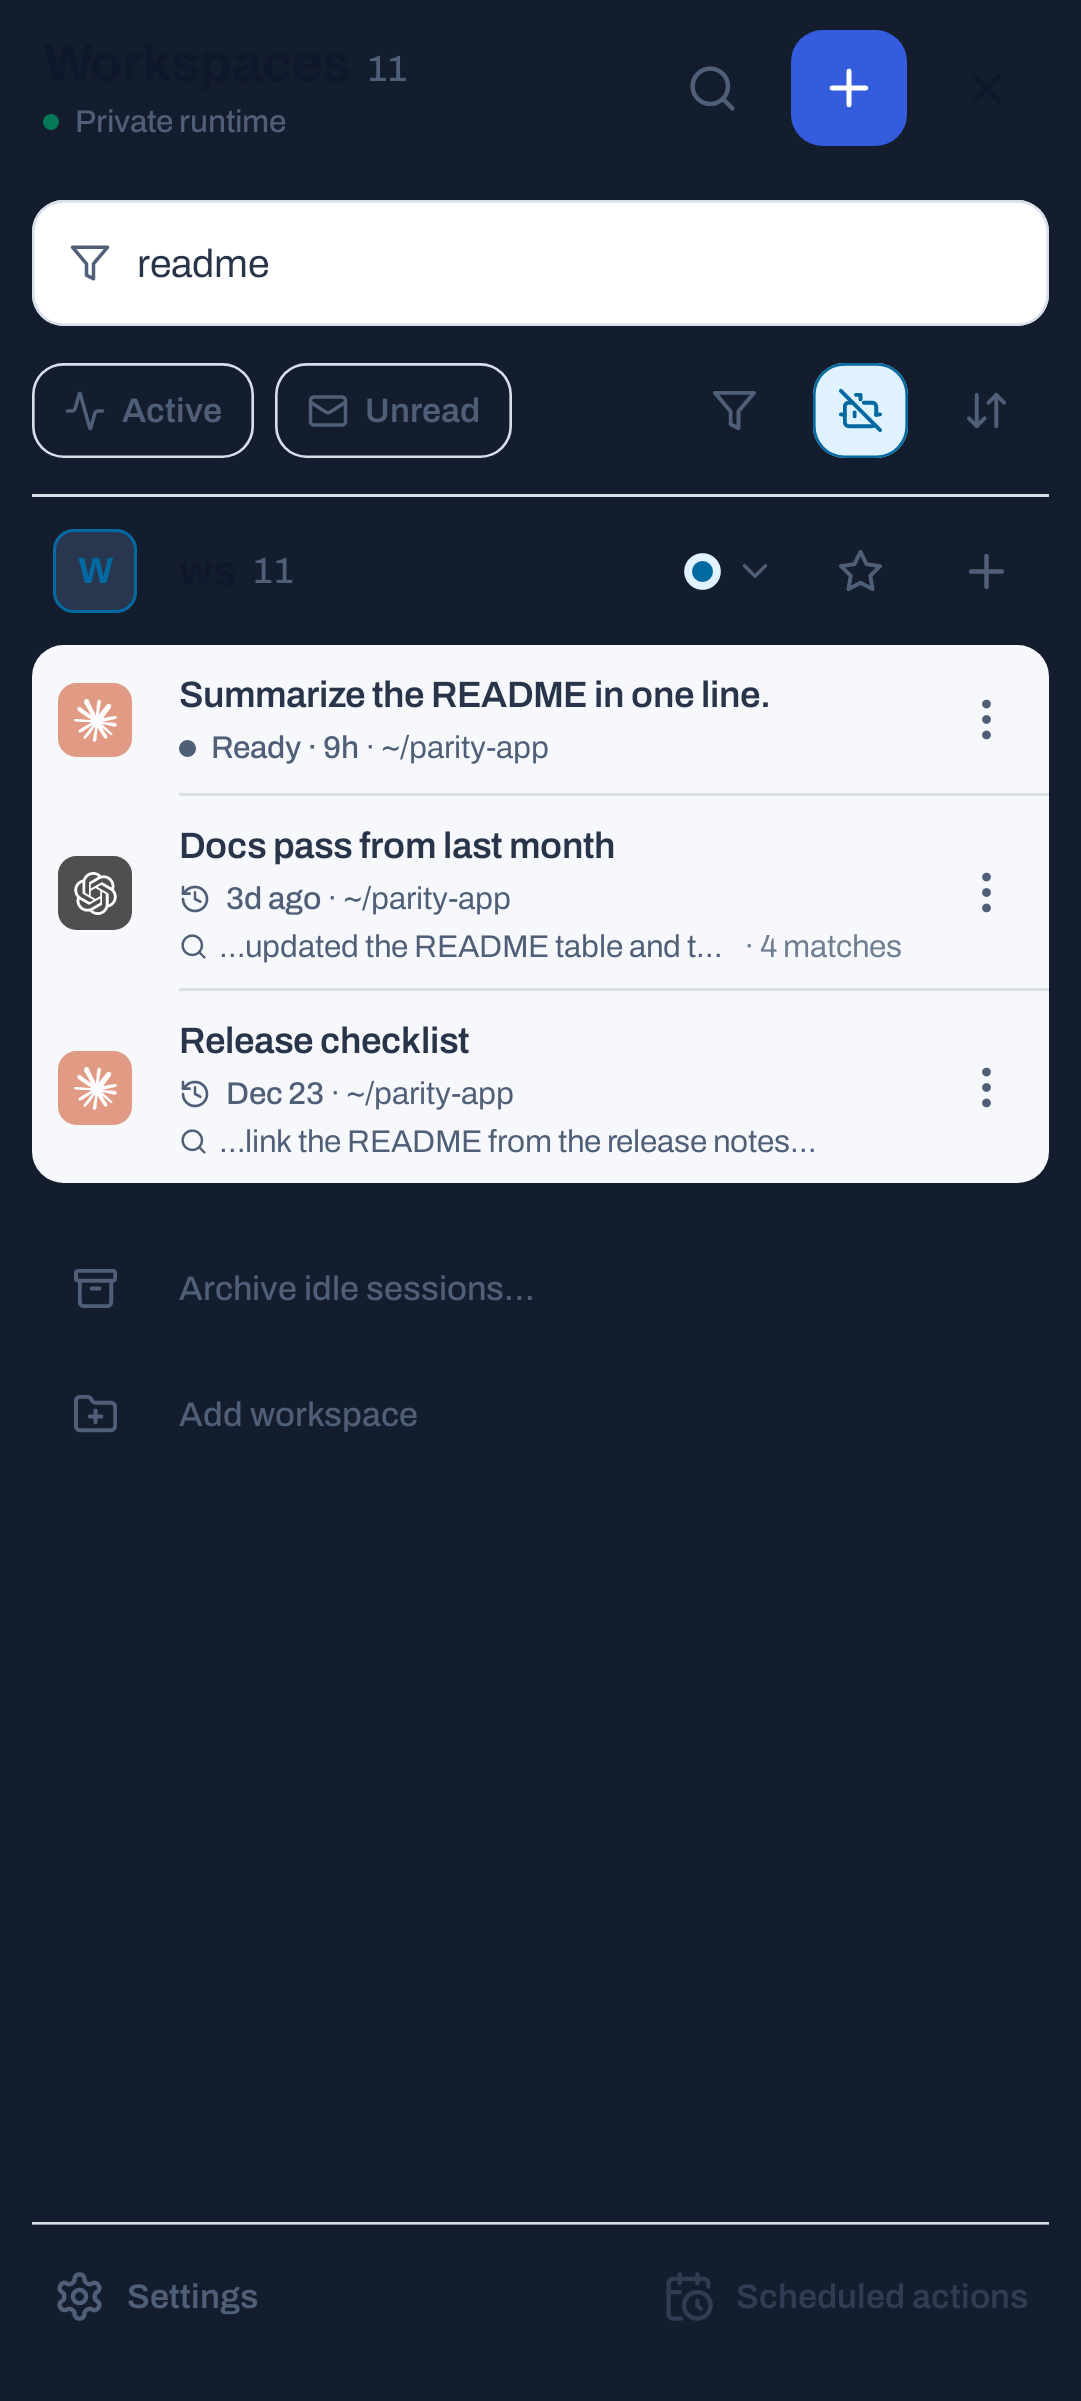 Workspaces 11
Private runtime
readme
Active
Unread
W
ws 11
Summarize the README in one line.
Ready · 9h · ~/parity-app
Docs pass from last month
3d ago · ~/parity-app
...updated the README table and t... · 4 matches
Release checklist
Dec 23 · ~/parity-app
...link the README from the release notes...
Archive idle sessions...
Add workspace
Settings
Scheduled actions